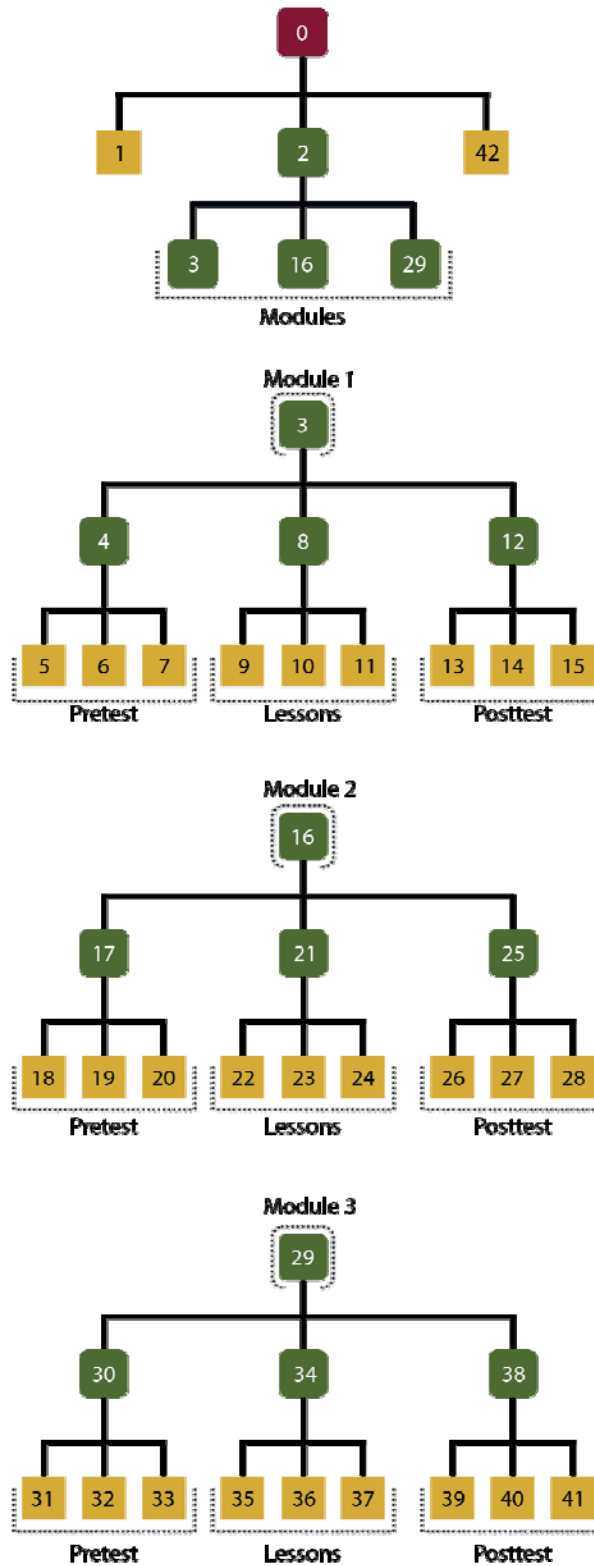 0
1 2 42
3 16 29
Modules
Module 1
3
4 8 12
5 6 7 9 10 11 13 14 15
Pretest Lessons Posttest
Module 2
16
17 21 25
18 19 20 22 23 24 26 27 28
Pretest Lessons Posttest
Module 3
29
30 34 38
31 32 33 35 36 37 39 40 41
Pretest Lessons Posttest